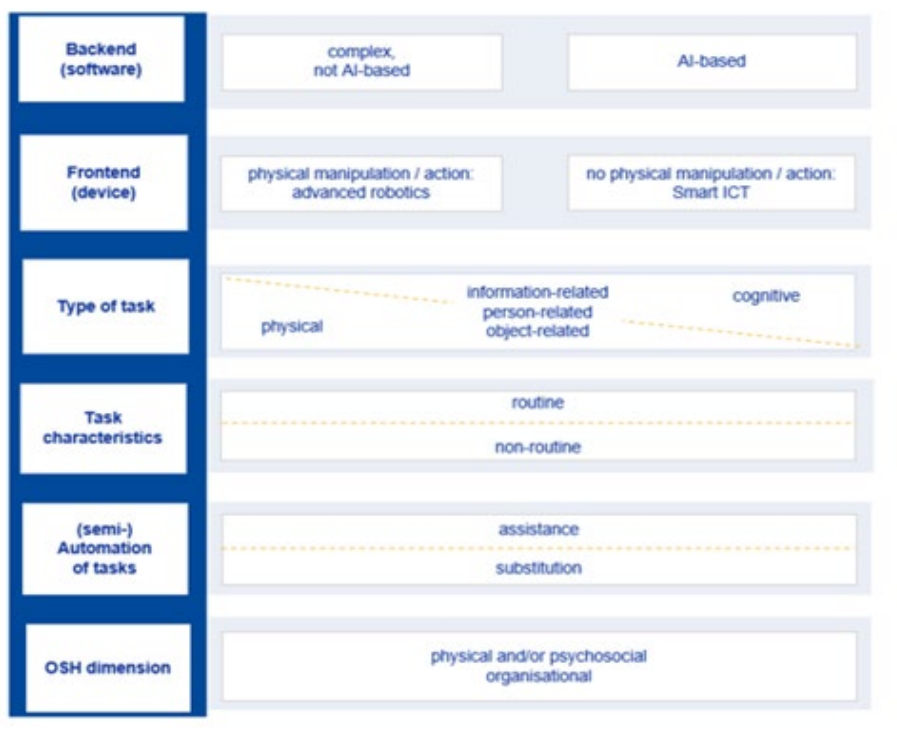 Backend
(software)
complex,
not AI-based
AI-based
Frontend
(device)
physical manipulation / action:
advanced robotics
no physical manipulation / action:
Smart ICT
Type of task
physical
information-related
person-related
object-related
cognitive
Task
characteristics
routine
non-routine
(semi-)
Automation
of tasks
assistance
substitution
OSH dimension
physical and/or psychosocial
organisational